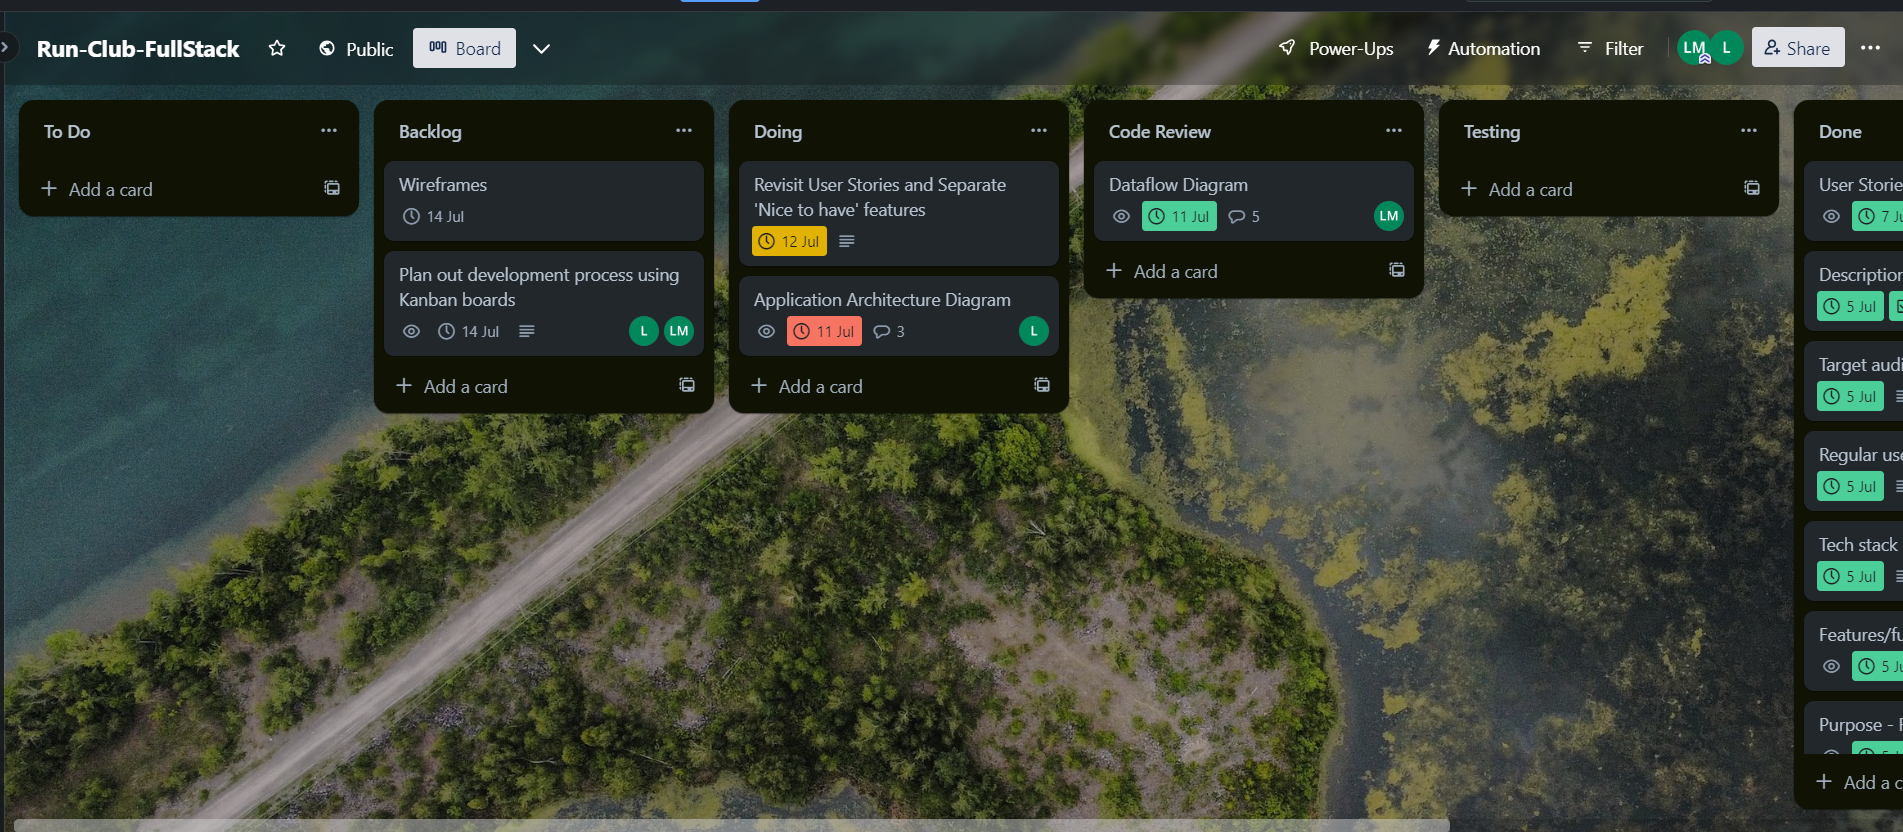 Run-Club-FullStack
Public
Board
Power-Ups
Automation
Filter
LM
L
Share
To Do
Add a card
Backlog
Wireframes
14 Jul
Plan out development process using
Kanban boards
14 Jul
L
LM
Add a card
Doing
Revisit User Stories and Separate
'Nice to have' features
12 Jul
Application Architecture Diagram
11 Jul
3
L
Add a card
Code Review
Dataflow Diagram
11 Jul
5
LM
Add a card
Testing
Add a card
Done
User Storie
7 Ju
Description
5 Jul
Target audi
5 Jul
Regular use
5 Jul
Tech stack
5 Jul
Features/fu
5 Ju
Purpose - 
Add a c